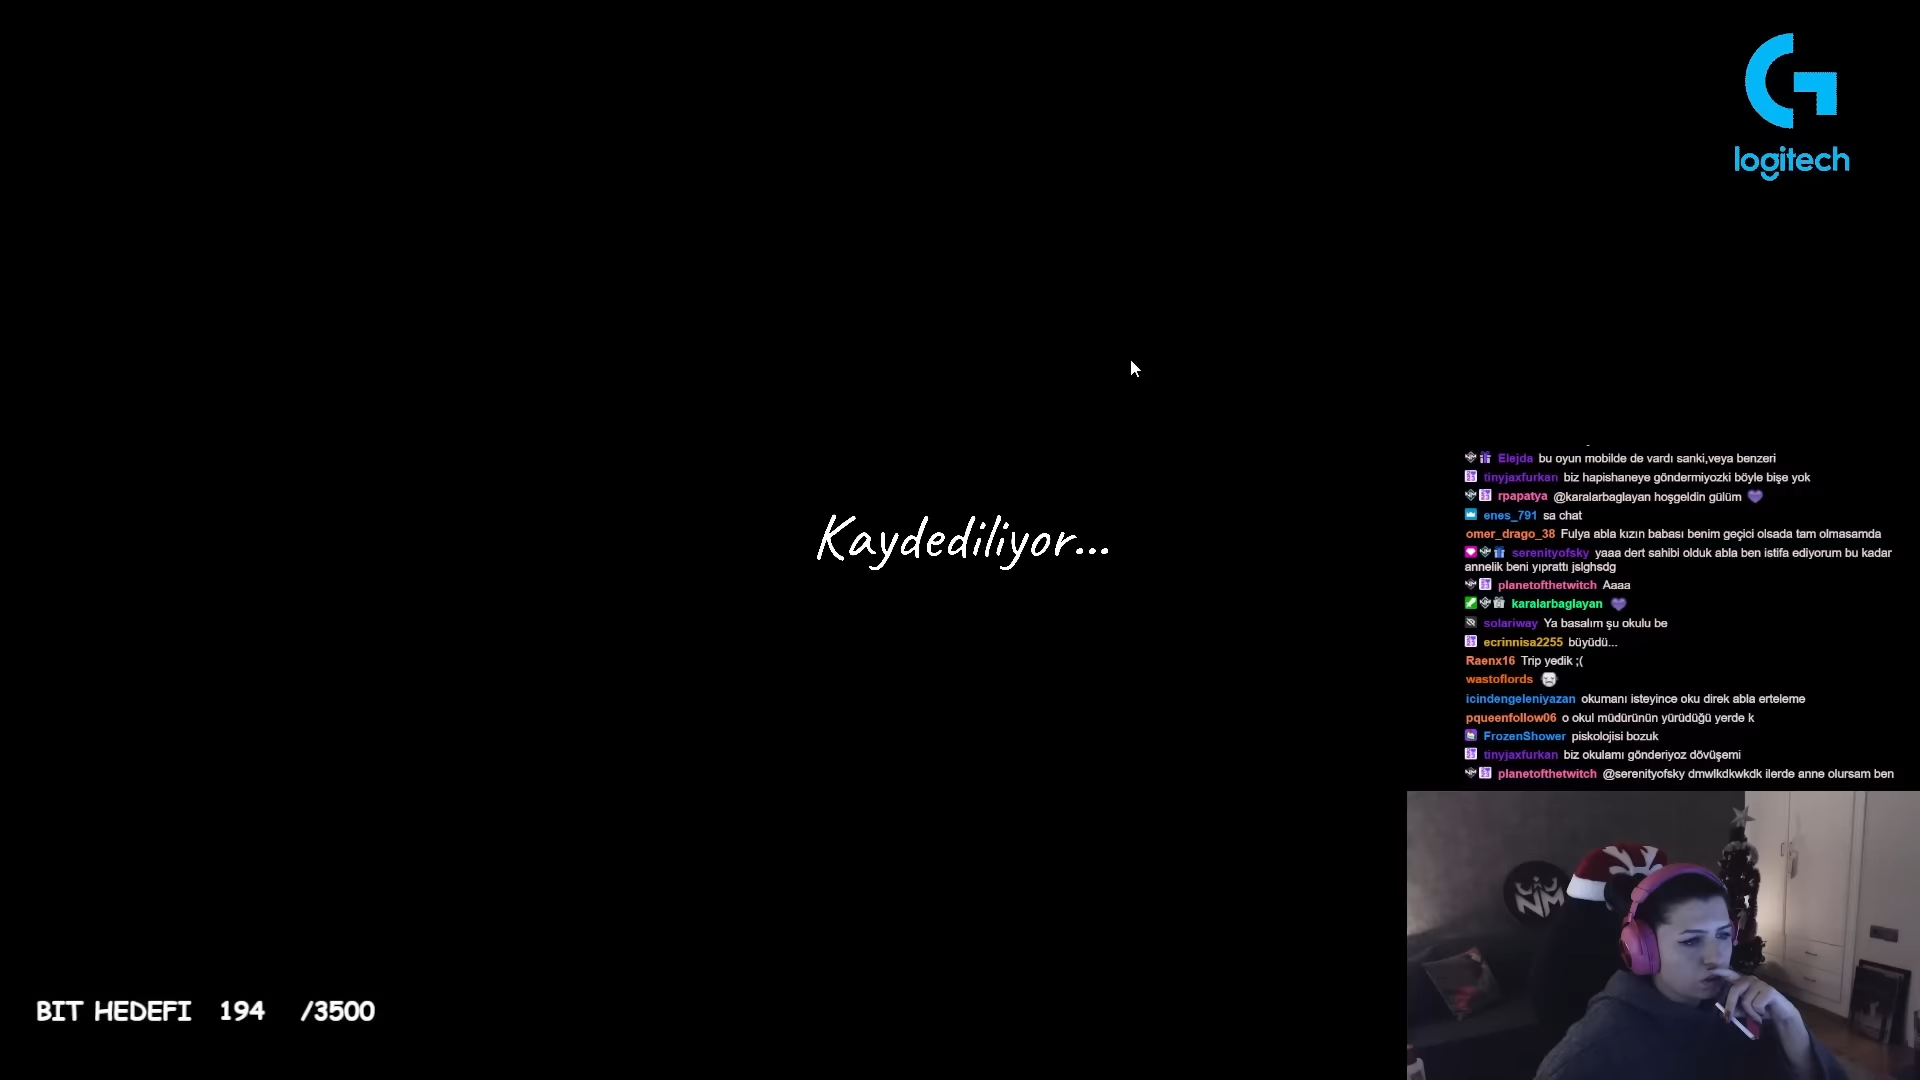 logitech
Elejda bu oyun mobilde de vardı sanki,veya benzeri
tinyjaxfurkan biz hapishaneye göndermiyozki böyle bişe yok
rpapatya @karalarbaglayan hoşgeldin gülüm
enes_791 sa chat
Kaydediliyor...
omer_drago_38 Fulya abla kızın babası benim geçici olsada tam olmasamda
serenityofsky yaaa dert sahibi olduk abla ben istifa ediyorum bu kadar
annelik beni yıprattı jslghsdg
planetofthetwitch Aaaa
karalarbaglayan
solariway Ya basalım şu okulu be
ecrinnisa2255 büyüdü...
Raenx16 Trip yedik ;(
wastoflords
icindengeleniyazan okumanı isteyince oku direk abla erteleme
pqueenfollow06 o okul müdürünün yürüdüğü yerde k
FrozenShower piskolojisi bozuk
tinyjaxfurkan biz okulamı gönderiyoz dövüşemi
planetofthetwitch @serenityofsky dmwlkdkwkdk ilerde anne olursam ben
NM
BIT HEDEFI 194 /3500